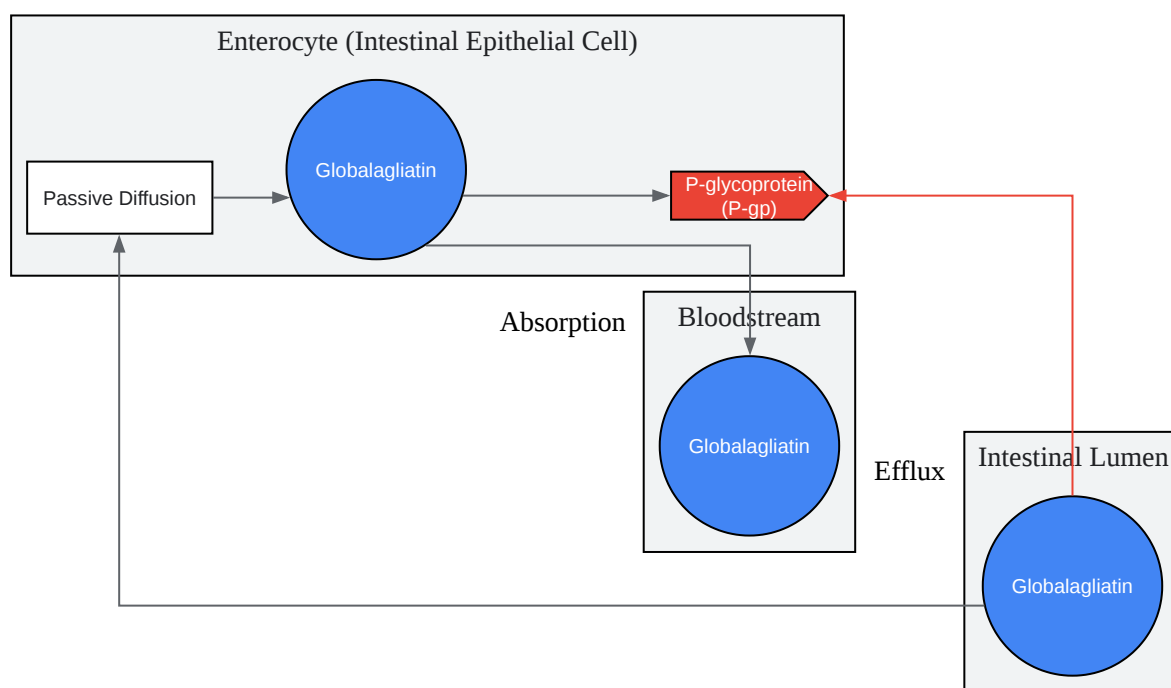 Enterocyte (Intestinal Epithelial Cell)
Globalagliatin
Passive Diffusion
P-glycoprotein
(P-gp)
Absorption
Bloodstream
Globalagliatin
Efflux
Intestinal Lumen
Globalagliatin